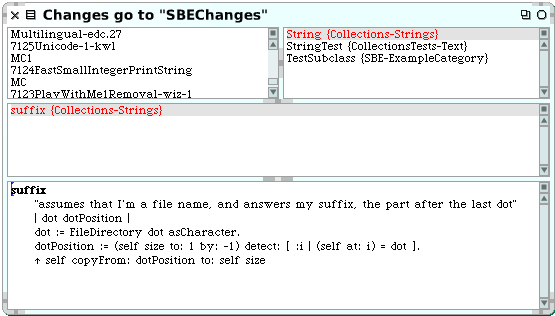 Changes go to "SBEChanges"
Multilingual-edc.27
7125Unicode-1-kwl
MC1
7124FastSmallIntegerPrintString
MC
7123PlayWithMe1Removal-wiz-1
String {Collections-Strings}
StringTest {CollectionsTests-Text}
TestSubclass {SBE-ExampleCategory}
suffix {Collections-Strings}
suffix
"assumes that I'm a file name, and answers my suffix, the part after the last dot"
| dot dotPosition |
dot := FileDirectory dot asCharacter.
dotPosition := (self size to: 1 by: -1) detect: [ :i | (self at: i) = dot ].
↑ self copyFrom: dotPosition to: self size